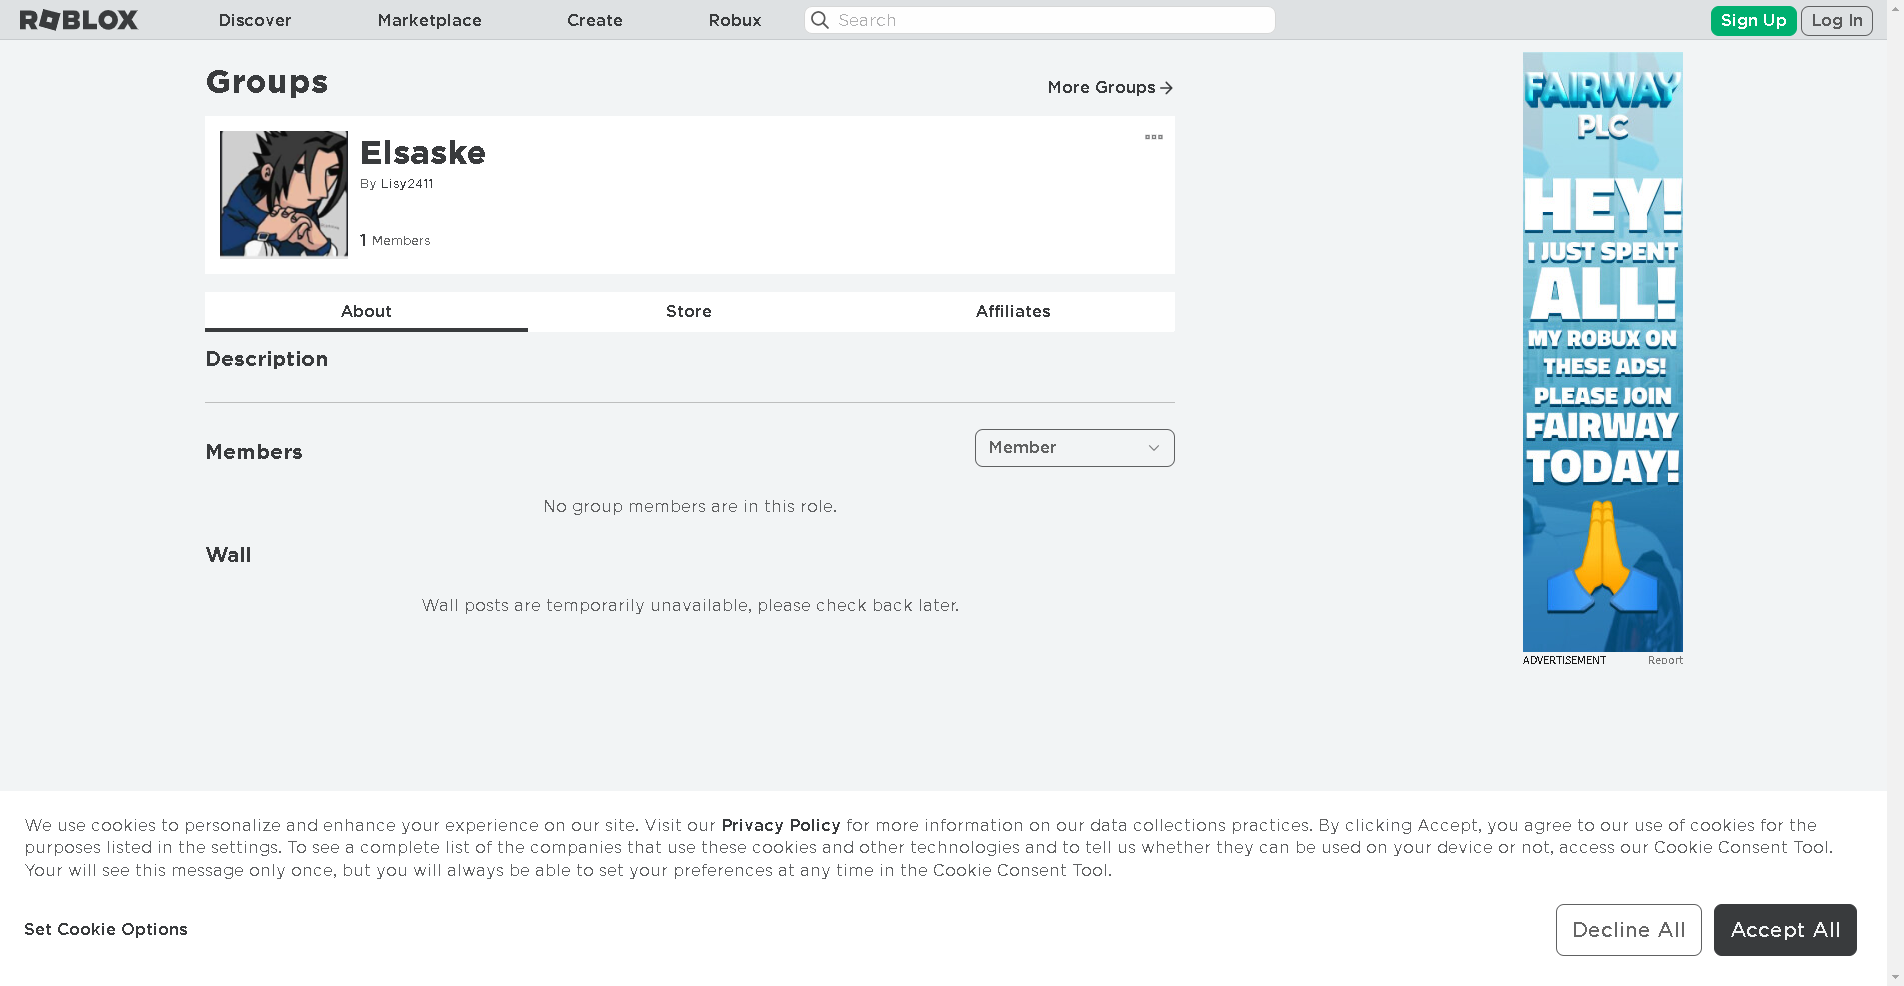 ROBLOX
Discover
Marketplace
Create
Robux
Search
Sign Up
Log In
Groups
More Groups
Elsaske
By Lisy2411
1 Members
About
Store
Affiliates
Description
Members
Member
No group members are in this role.
Wall
Wall posts are temporarily unavailable, please check back later.
FAIRWAY
PLC
HEY!
I JUST SPENT
ALL!
MY ROBUX ON
THESE ADS!
PLEASE JOIN
FAIRWAY
TODAY!
ADVERTISEMENT
Report
We use cookies to personalize and enhance your experience on our site. Visit our Privacy Policy for more information on our data collections practices. By clicking Accept, you agree to our use of cookies for the
purposes listed in the settings. To see a complete list of the companies that use these cookies and other technologies and to tell us whether they can be used on your device or not, access our Cookie Consent Tool.
Your will see this message only once, but you will always be able to set your preferences at any time in the Cookie Consent Tool.
Set Cookie Options
Decline All
Accept All